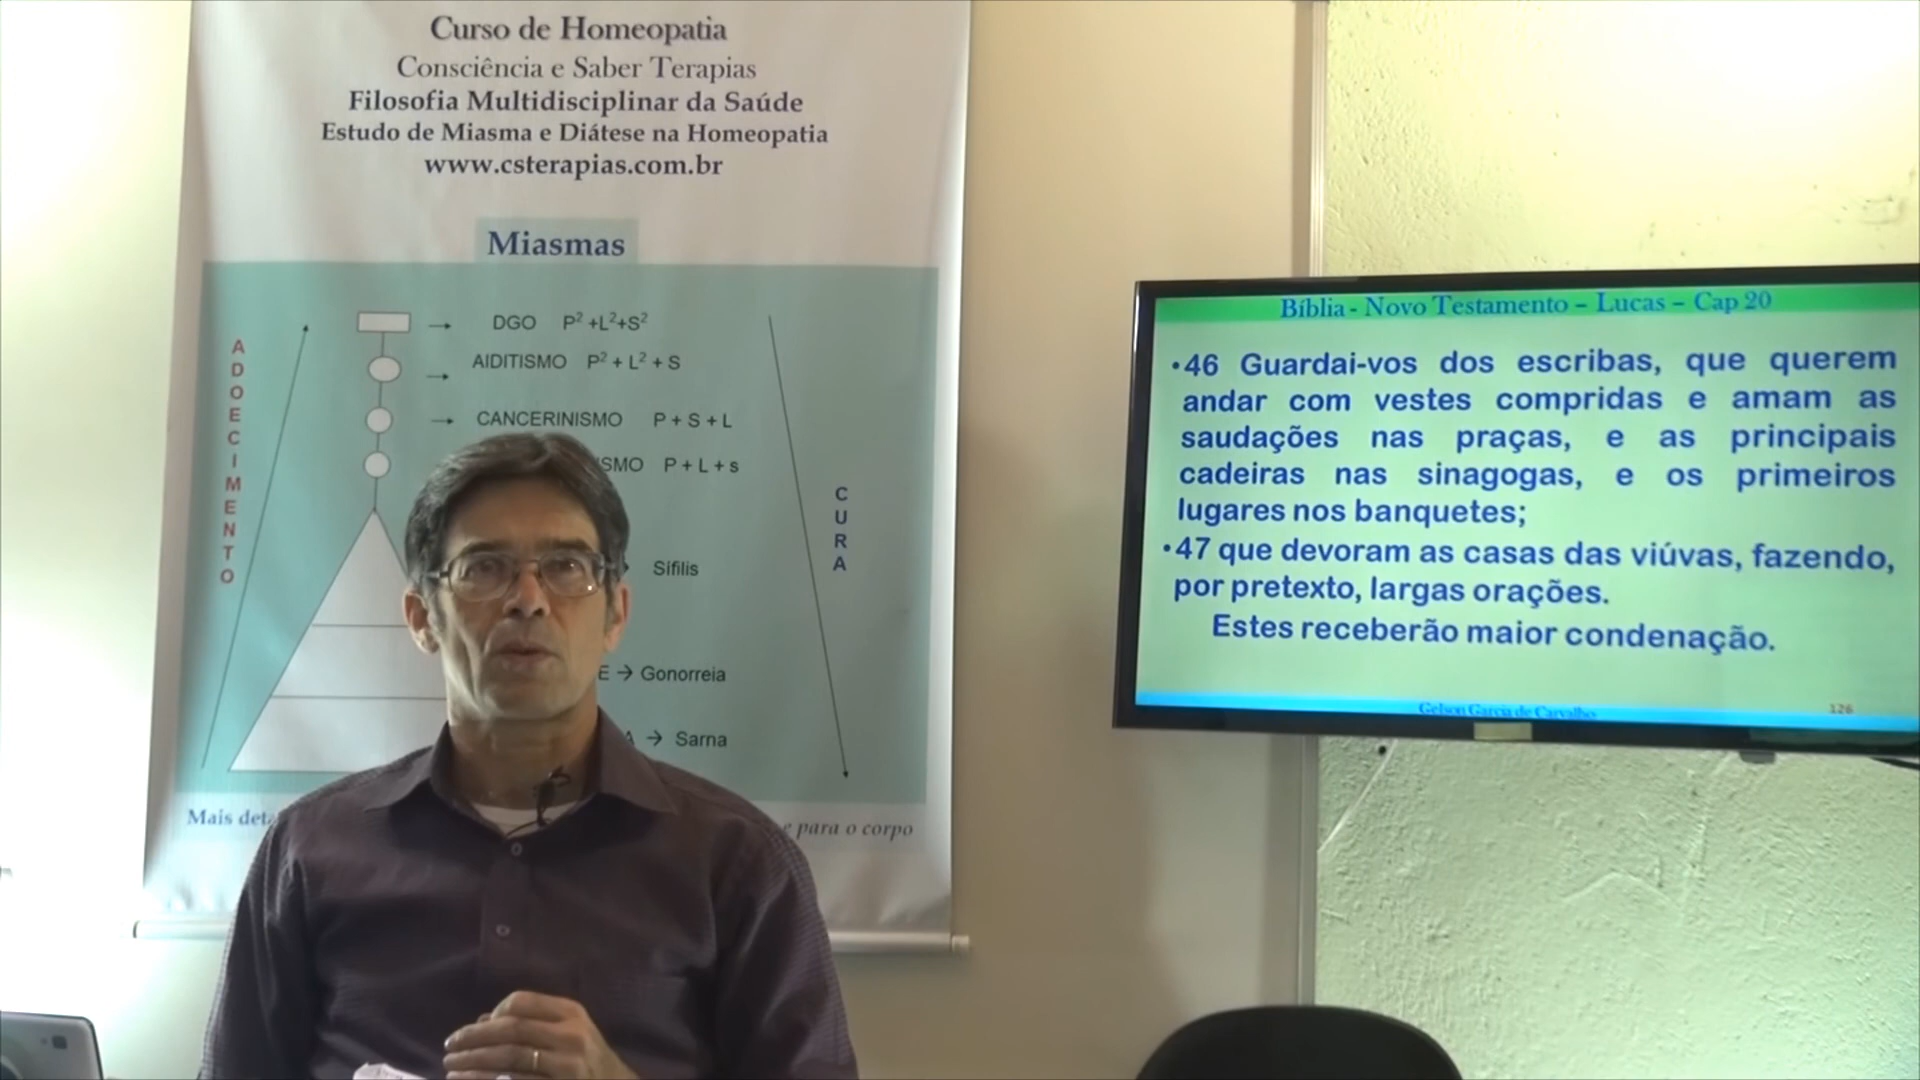 Curso de Homeopatia
Consciência e Saber Terapias
Filosofia Multidisciplinar da Saúde
Estudo de Miasma e Diátese na Homeopatia
www.csterapias.com.br
Miasmas
ADOECIMENTO
→ DGO P² +L²+S²
→ AIDITISMO P² + L² + S
→ CANCERINISMO P + S + L
ISMO P + L + s
Sífilis
E → Gonorreia
A → Sarna
CURA
Mais deta
e para o corpo
Bíblia - Novo Testamento – Lucas – Cap 20
•46 Guardai-vos dos escribas, que querem
andar com vestes compridas e amam as
saudações nas praças, e as principais
cadeiras nas sinagogas, e os primeiros
lugares nos banquetes;
•47 que devoram as casas das viúvas, fazendo,
por pretexto, largas orações.
Estes receberão maior condenação.
Gelson Garcia de Carvalho
126